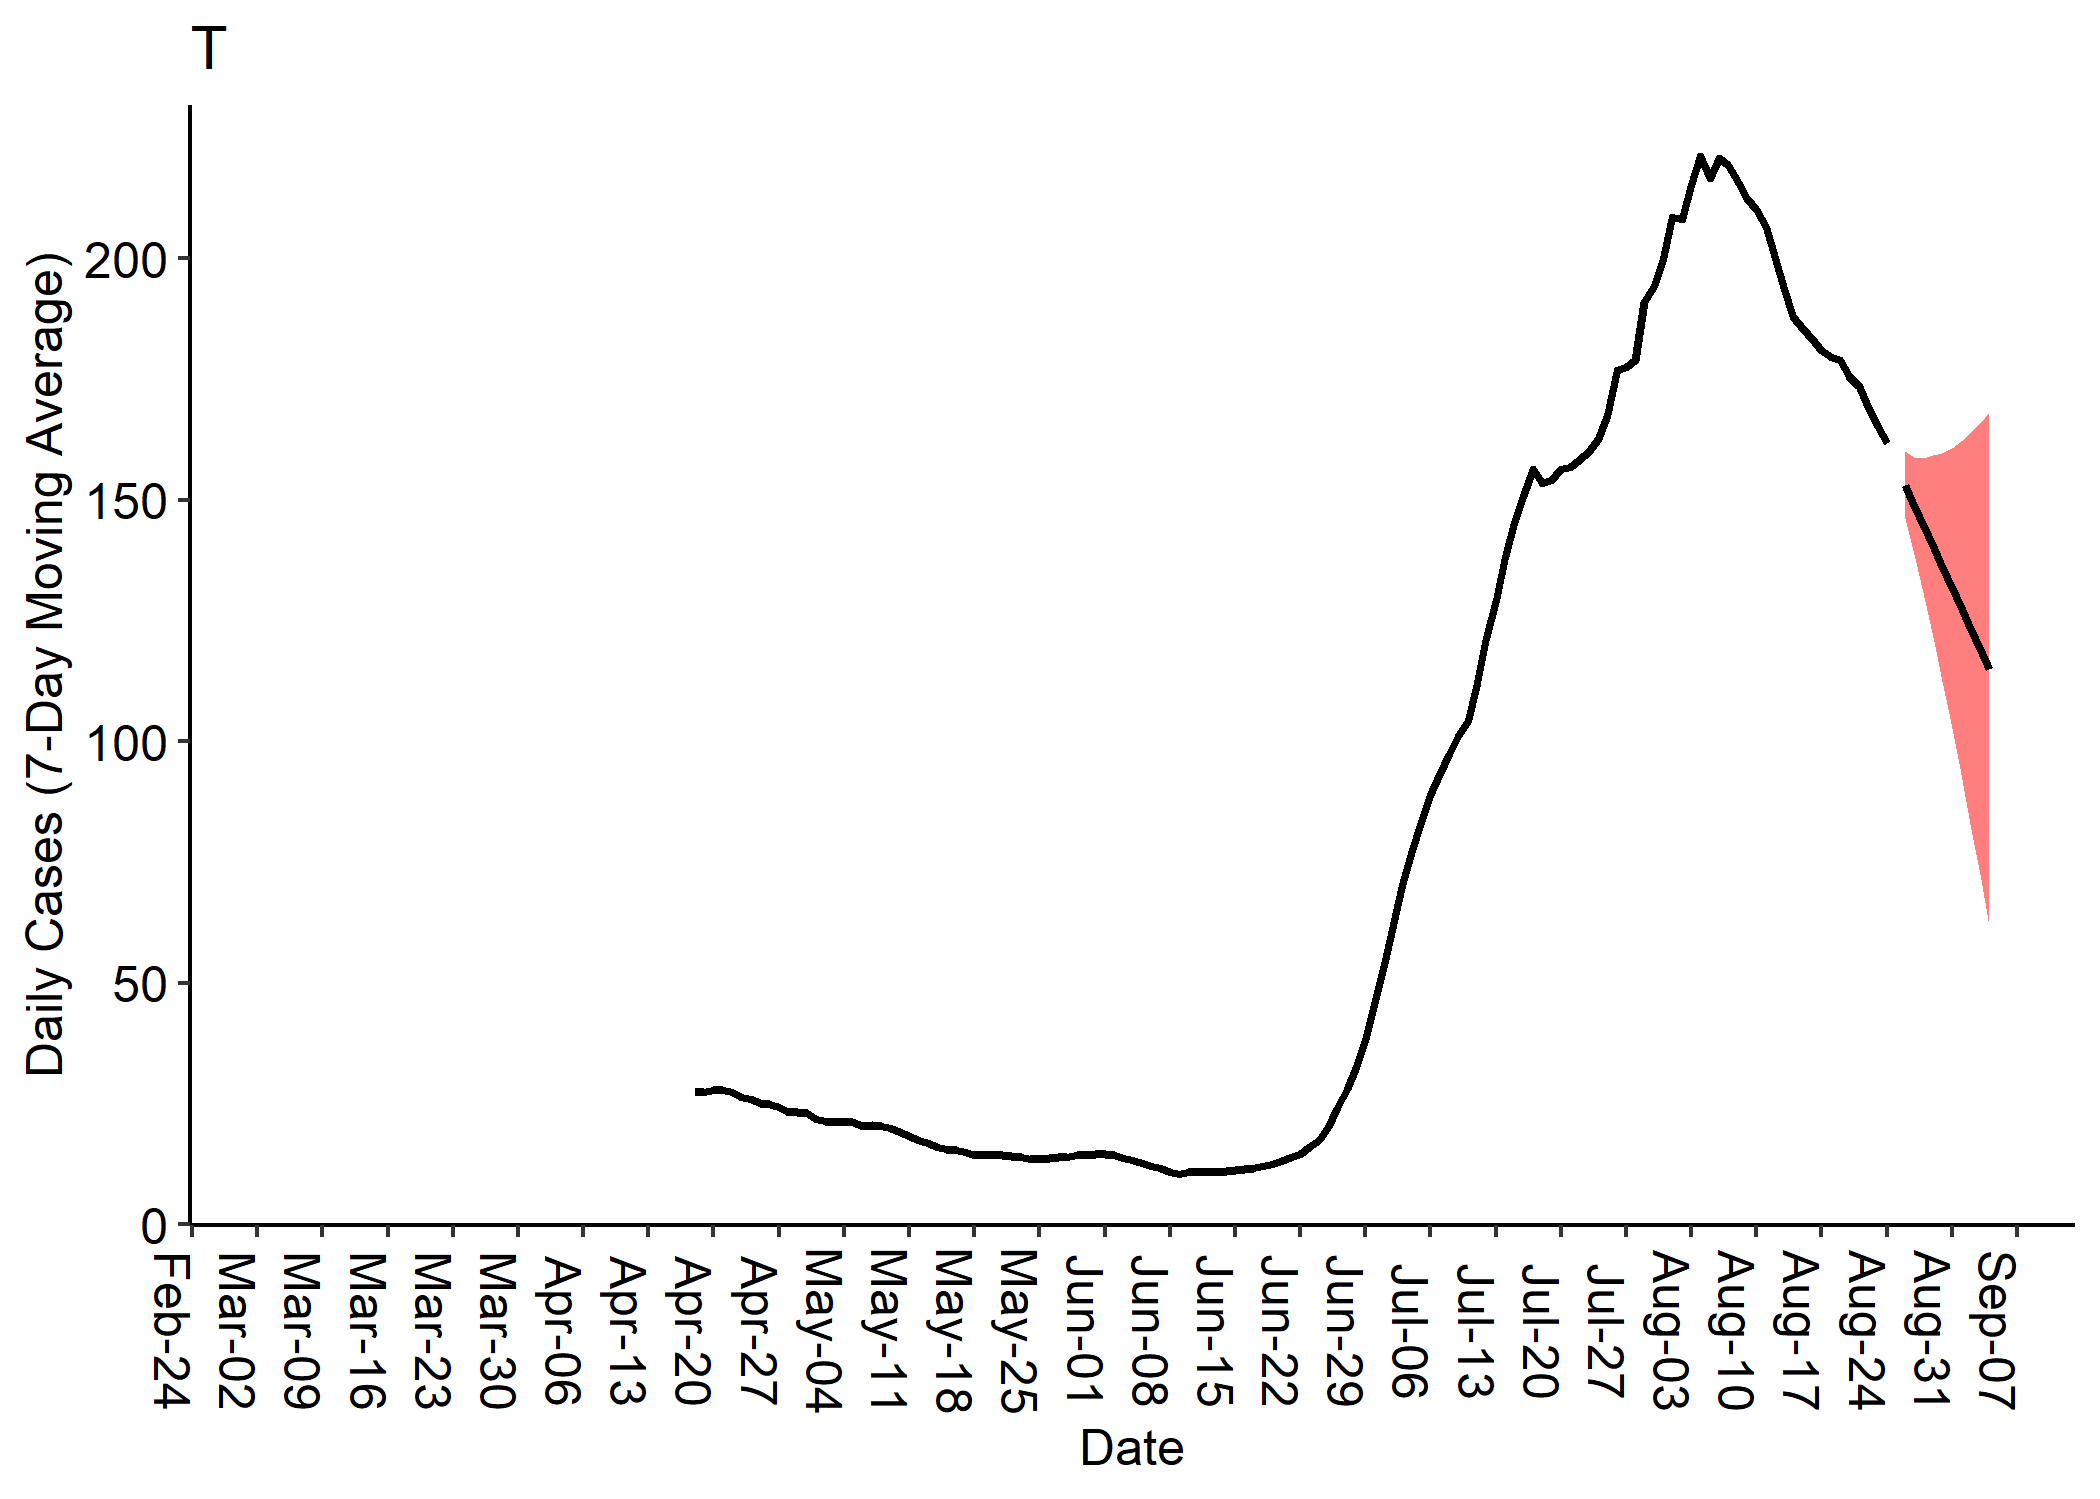 T
Daily Cases (7-Day Moving Average)
200
150
100
50
0
Feb-24
Mar-02
Mar-09
Mar-16
Mar-23
Mar-30
Apr-06
Apr-13
Apr-20
Apr-27
May-04
May-11
May-18
May-25
Jun-01
Jun-08
Jun-15
Jun-22
Jun-29
Jul-06
Jul-13
Jul-20
Jul-27
Aug-03
Aug-10
Aug-17
Aug-24
Aug-31
Sep-07
Date